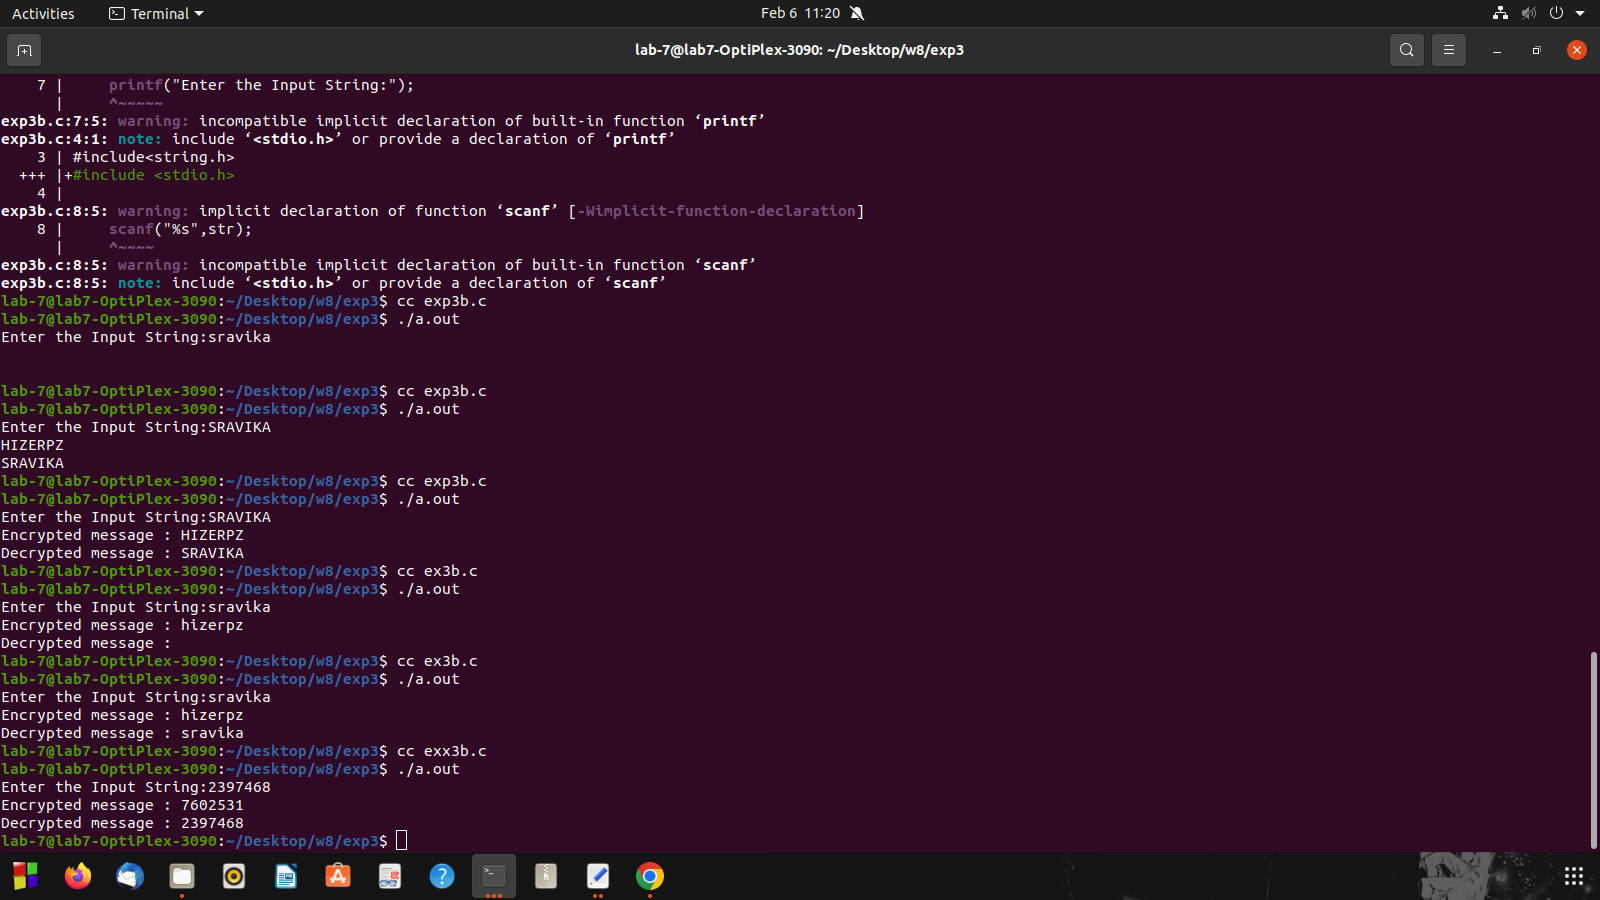 Activities
Terminal
Feb 6 11:20
lab-7@lab7-OptiPlex-3090: ~/Desktop/w8/exp3
    7 |     printf("Enter the Input String:");
      |     ^~~~~~
exp3b.c:7:5: warning: incompatible implicit declaration of built-in function ‘printf’
exp3b.c:4:1: note: include ‘<stdio.h>’ or provide a declaration of ‘printf’
    3 | #include<string.h>
  +++ |+#include <stdio.h>
    4 |
exp3b.c:8:5: warning: implicit declaration of function ‘scanf’ [-Wimplicit-function-declaration]
    8 |     scanf("%s",str);
      |     ^~~~~
exp3b.c:8:5: warning: incompatible implicit declaration of built-in function ‘scanf’
exp3b.c:8:5: note: include ‘<stdio.h>’ or provide a declaration of ‘scanf’
lab-7@lab7-OptiPlex-3090:~/Desktop/w8/exp3$ cc exp3b.c
lab-7@lab7-OptiPlex-3090:~/Desktop/w8/exp3$ ./a.out
Enter the Input String:sravika
lab-7@lab7-OptiPlex-3090:~/Desktop/w8/exp3$ cc exp3b.c
lab-7@lab7-OptiPlex-3090:~/Desktop/w8/exp3$ ./a.out
Enter the Input String:SRAVIKA
HIZERPZ
SRAVIKA
lab-7@lab7-OptiPlex-3090:~/Desktop/w8/exp3$ cc exp3b.c
lab-7@lab7-OptiPlex-3090:~/Desktop/w8/exp3$ ./a.out
Enter the Input String:SRAVIKA
Encrypted message : HIZERPZ
Decrypted message : SRAVIKA
lab-7@lab7-OptiPlex-3090:~/Desktop/w8/exp3$ cc ex3b.c
lab-7@lab7-OptiPlex-3090:~/Desktop/w8/exp3$ ./a.out
Enter the Input String:sravika
Encrypted message : hizerpz
Decrypted message :
lab-7@lab7-OptiPlex-3090:~/Desktop/w8/exp3$ cc ex3b.c
lab-7@lab7-OptiPlex-3090:~/Desktop/w8/exp3$ ./a.out
Enter the Input String:sravika
Encrypted message : hizerpz
Decrypted message : sravika
lab-7@lab7-OptiPlex-3090:~/Desktop/w8/exp3$ cc exx3b.c
lab-7@lab7-OptiPlex-3090:~/Desktop/w8/exp3$ ./a.out
Enter the Input String:2397468
Encrypted message : 7602531
Decrypted message : 2397468
lab-7@lab7-OptiPlex-3090:~/Desktop/w8/exp3$